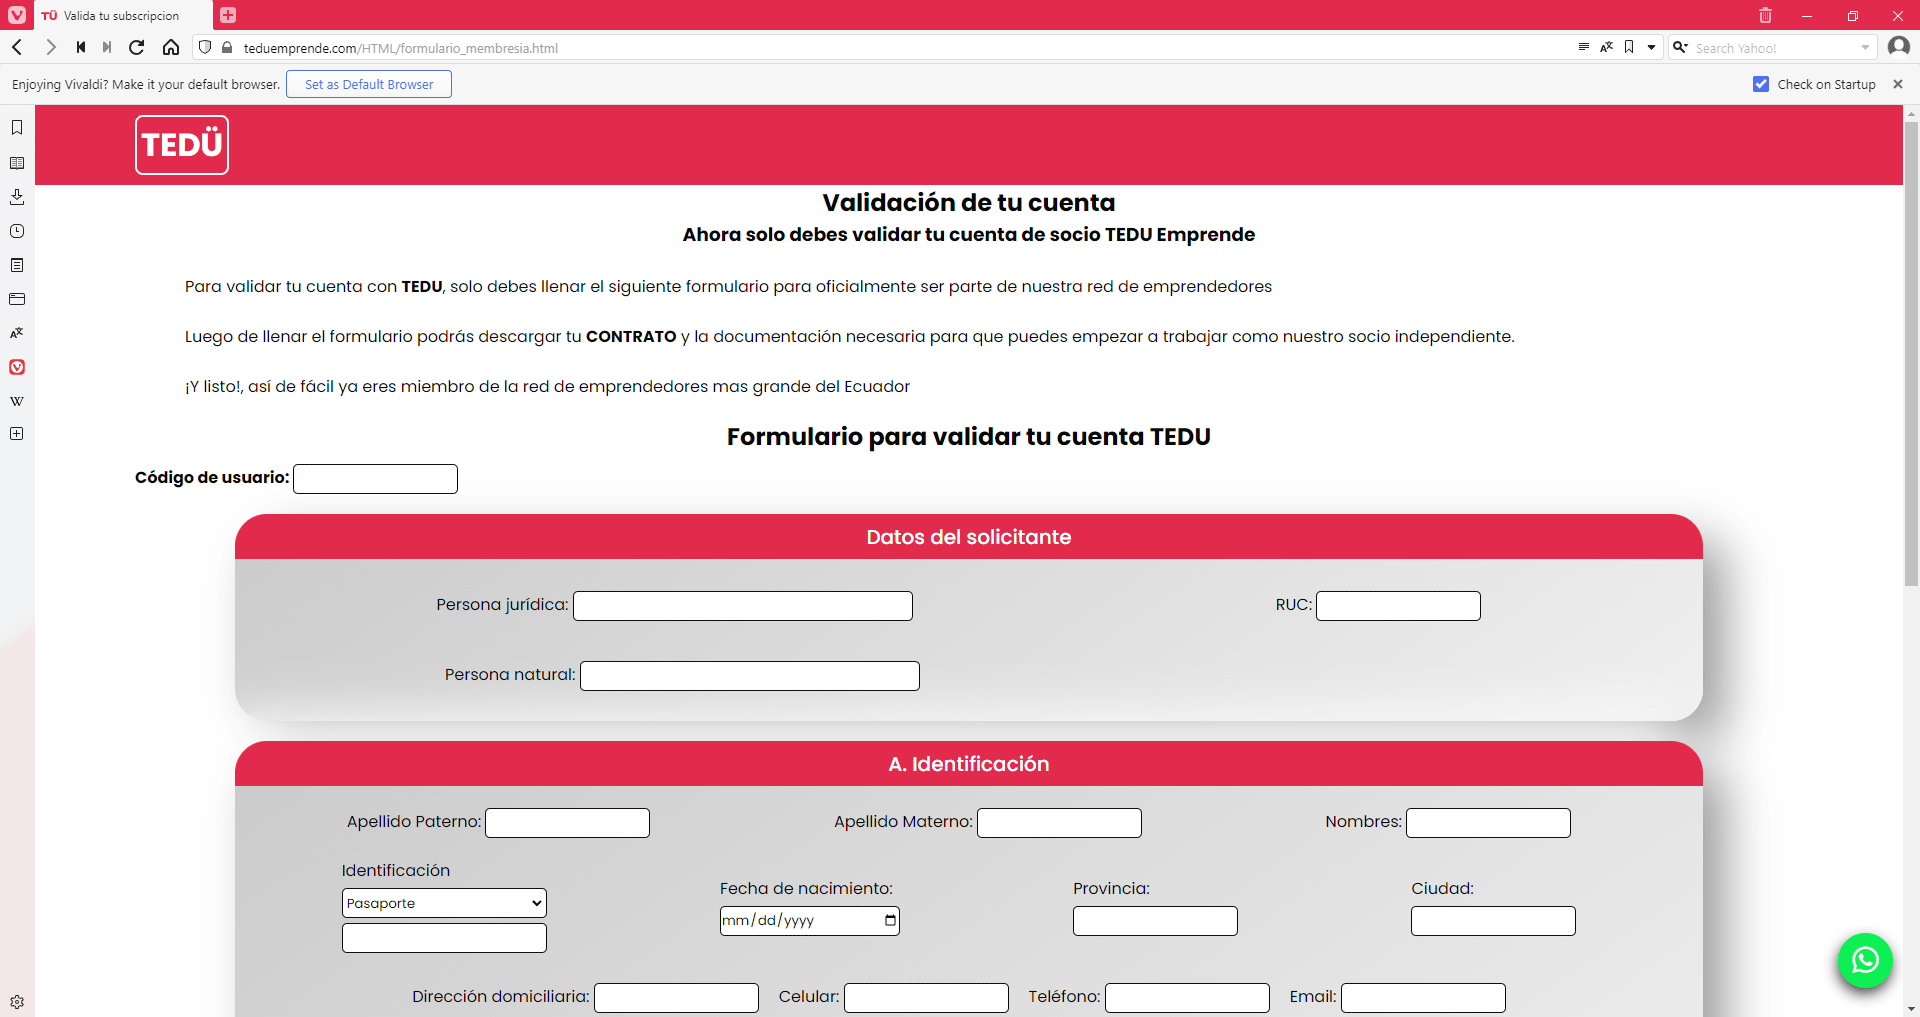 TÜ Valida tu subscripcion
teduemprende.com/HTML/formulario_membresia.html
Search Yahoo!
Enjoying Vivaldi? Make it your default browser. Set as Default Browser
Check on Startup
TEDÜ
Validación de tu cuenta
Ahora solo debes validar tu cuenta de socio TEDU Emprende
Para validar tu cuenta con TEDU, solo debes llenar el siguiente formulario para oficialmente ser parte de nuestra red de emprendedores
Luego de llenar el formulario podrás descargar tu CONTRATO y la documentación necesaria para que puedes empezar a trabajar como nuestro socio independiente.
¡Y listo!, así de fácil ya eres miembro de la red de emprendedores mas grande del Ecuador
Formulario para validar tu cuenta TEDU
Código de usuario:
Datos del solicitante
Persona jurídica: RUC:
Persona natural:
A. Identificación
Apellido Paterno: Apellido Materno: Nombres:
Identificación
Pasaporte
Fecha de nacimiento: Provincia: Ciudad:
mm/dd/yyyy
Dirección domiciliaria: Celular: Teléfono: Email: